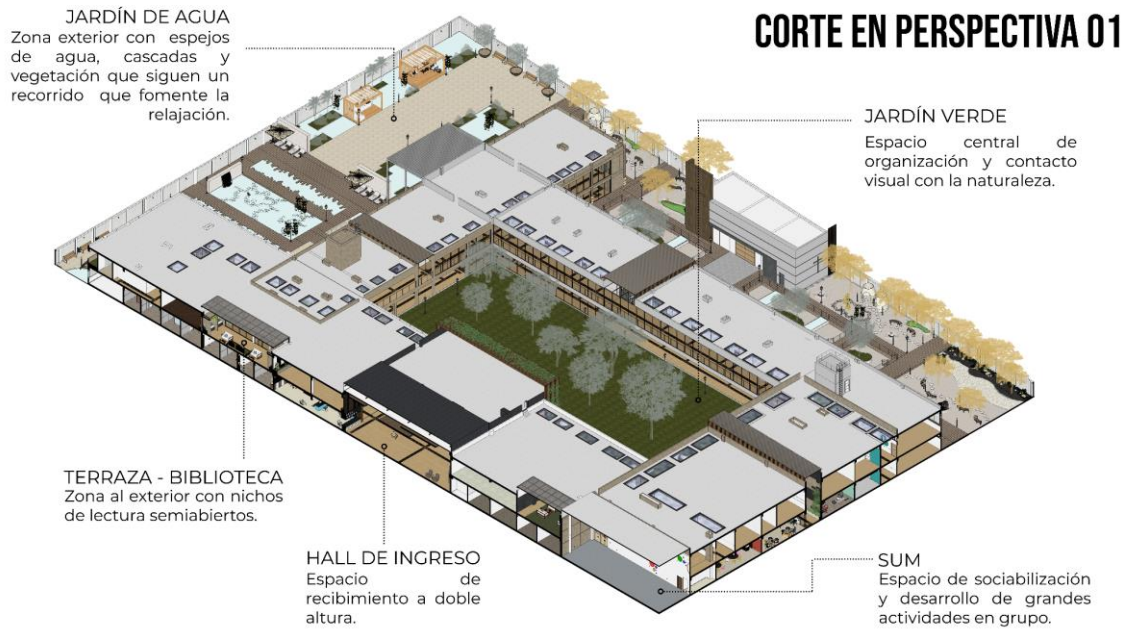 CORTE EN PERSPECTIVA 01
JARDÍN DE AGUA
Zona exterior con espejos
de agua, cascadas y
vegetación que siguen un
recorrido que fomente la
relajación.
JARDÍN VERDE
Espacio central de
organización y contacto
visual con la naturaleza.
TERRAZA - BIBLIOTECA
Zona al exterior con nichos
de lectura semiabiertos.
HALL DE INGRESO
Espacio de
recibimiento a doble
altura.
SUM
Espacio de sociabilización
y desarrollo de grandes
actividades en grupo.